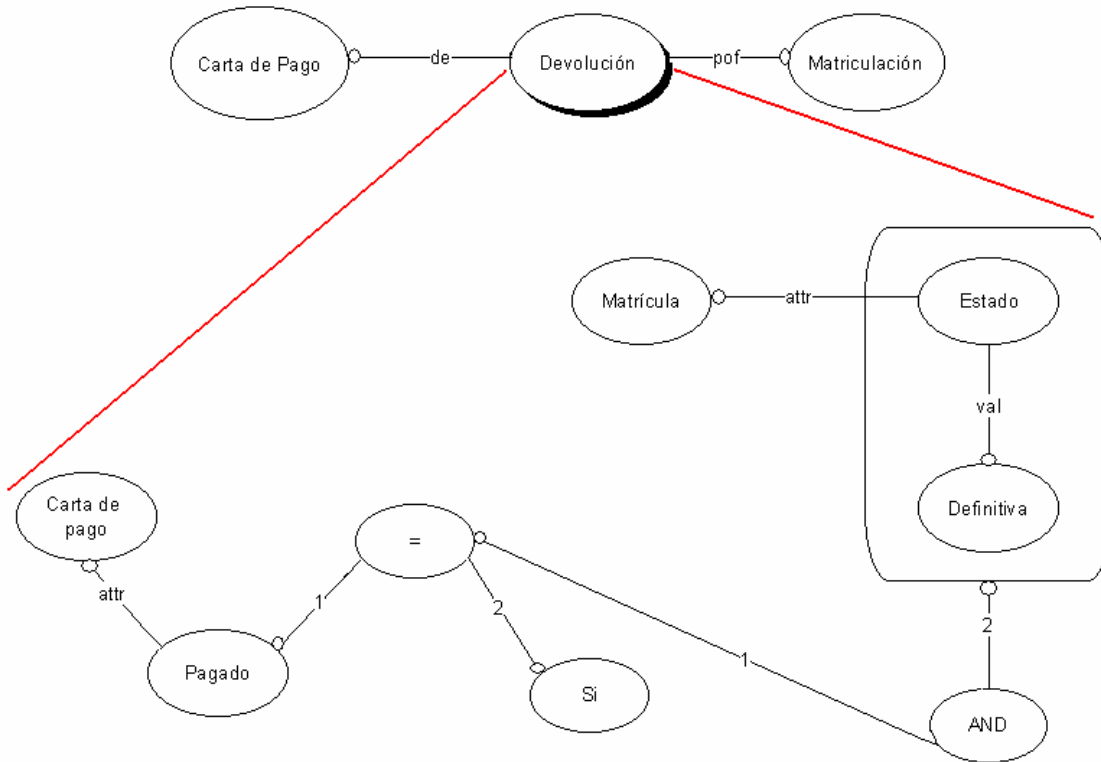 Carta de Pago
de
Devolución
pof
Matriculación
Matrícula
attr
Estado
val
Definitiva
Carta de
pago
attr
Pagado
1
=
2
Si
1
2
AND